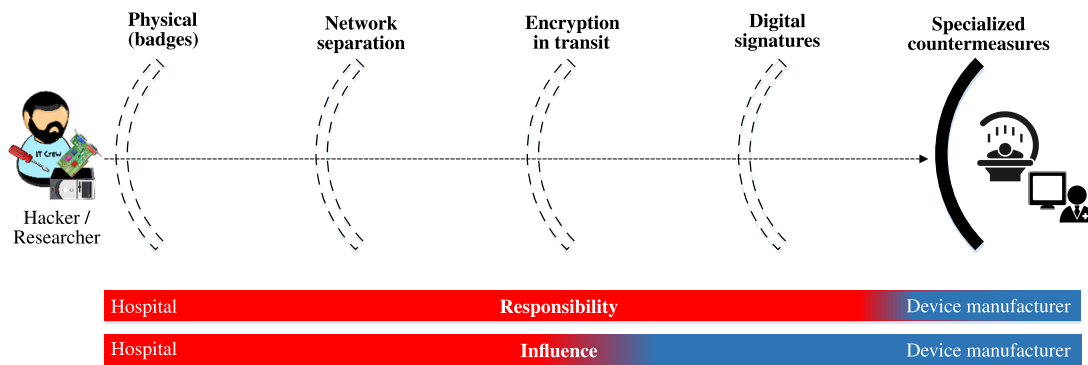 Physical
(badges)
Network
separation
Encryption
in transit
Digital
signatures
Specialized
countermeasures
IT Crew
Hacker /
Researcher
Hospital Responsibility Device manufacturer
Hospital Influence Device manufacturer